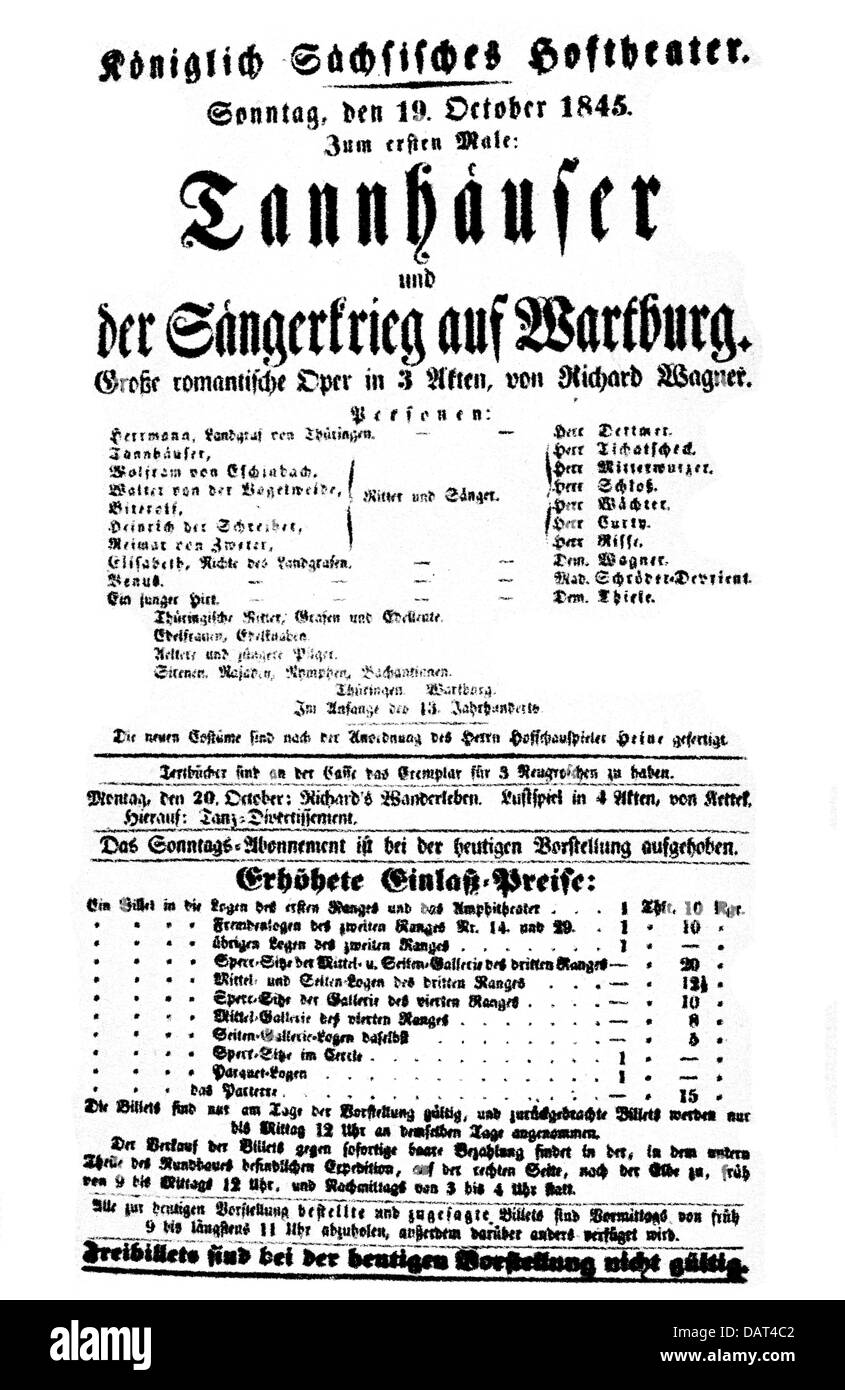 Königlich Sächsisches Hoftheater.
Sonntag, den 19. October 1845.
Zum ersten Male:
Tannhäuser
und
der Sängerkrieg auf Wartburg.
Große romantische Oper in 3 Akten, von Richard Wagner.
Personen:
Herrmann, Landgraf von Thüringen. — — Herr Dettmer.
Tannhäuser, Herr Tichatscheck.
Wolfram von Eschinbach, Herr Mitterwurzer.
Walter von der Vogelweide, Ritter und Sänger. Herr Schloß.
Biterolf, Herr Wächter.
Heinrich der Schreiber, Herr Curty.
Reimar von Zweter, Herr Risse.
Elisabeth, Nichte des Landgrafen. — — Dem. Wagner.
Venus. — — — — Mad. Schröder-Devrient.
Ein junger Hirt. — — — Dem. Thiele.
Thüringische Ritter, Grafen und Edelleute.
Edelfrauen, Edelknaben.
Aeltere und jüngere Pilger.
Sirenen, Najaden, Nymphen, Bachantinnen.
Thüringen. Wartburg.
Im Anfange des 13. Jahrhunderts.
Die neuen Costüme sind nach der Anordnung des Herrn Hofschauspieler Heine gefertigt.
Textbücher sind an der Casse das Exemplar für 3 Neugroschen zu haben.
Montag, den 20. October: Richard's Wanderleben. Lustspiel in 4 Akten, von Kettel.
Hierauf: Tanz-Divertissement.
Das Sonntags-Abonnement ist bei der heutigen Vorstellung aufgehoben.
Erhöhete Einlaß-Preise:
Ein Billet in die Logen des ersten Ranges und das Amphitheater . . . 1 Thlr. 10 Ngr.
Fremdenlogen des zweiten Ranges Nr. 14. und 29. . 1 " 10 "
übrigen Logen des zweiten Ranges . . . . . . 1 " — "
Sperr-Sitze der Mittel- u. Seiten-Gallerie des dritten Ranges — " 20 "
Mittel- und Seiten-Logen des dritten Ranges . . . — " 12½ "
Sperr-Sitze der Gallerie des vierten Ranges . . . . — " 10 "
Mittel-Gallerie des vierten Ranges . . . . . . — " 8 "
Seiten-Gallerie-Logen daselbst . . . . . . — " 5 "
Sperr-Sitze im Cercle . . . . . . . . 1 " — "
Parquet-Logen . . . . . . . . 1 " — "
das Parterre . . . . . . . . — " 15 "
Die Billets sind nur am Tage der Vorstellung gültig, und zurückgebrachte Billets werden nur
bis Mittag 12 Uhr an demselben Tage angenommen.
Der Verkauf der Billets gegen sofortige baare Bezahlung findet in der, in dem untern
Theile des Rundbaues befindlichen Expedition, auf der rechten Seite, nach der Elbe zu, früh
von 9 bis Mittags 12 Uhr, und Nachmittags von 3 bis 4 Uhr statt.
Alle zur heutigen Vorstellung bestellte und zugesagte Billets sind Vormittags von früh
9 bis längstens 11 Uhr abzuholen, außerdem darüber anders verfüget wird.
Freibillets sind bei der heutigen Vorstellung nicht gültig.
alamy
Image ID: DAT4C2
www.alamy.com